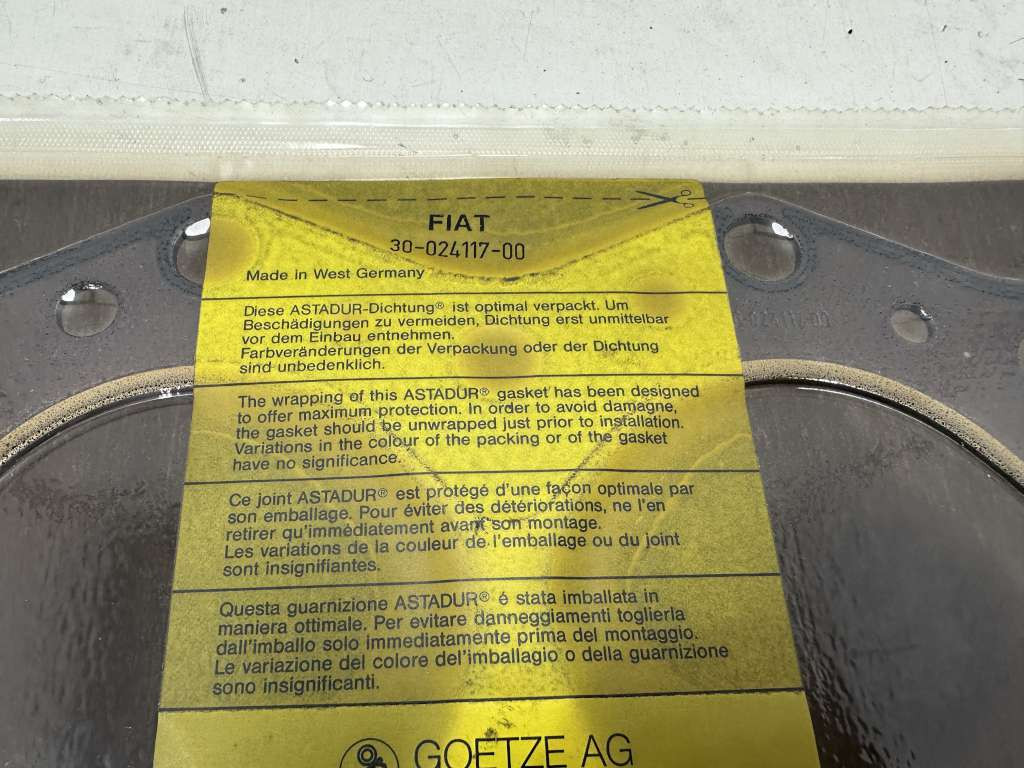 FIAT
30-024117-00
Made in West Germany
Diese ASTADUR-Dichtung® ist optimal verpackt. Um
Beschädigungen zu vermeiden, Dichtung erst unmittelbar
vor dem Einbau entnehmen.
Farbveränderungen der Verpackung oder der Dichtung
sind unbedenklich.
The wrapping of this ASTADUR® gasket has been designed
to offer maximum protection. In order to avoid damagne,
the gasket should be unwrapped just prior to installation.
Variations in the colour of the packing or of the gasket
have no significance.
Ce joint ASTADUR® est protégé d'une façon optimale par
son emballage. Pour éviter des détériorations, ne l'en
retirer qu'immédiatement avant son montage.
Les variations de la couleur de l'emballage ou du joint
sont insignifiantes.
Questa guarnizione ASTADUR® é stata imballata in
maniera ottimale. Per evitare danneggiamenti toglierla
dall'imballo solo immediatamente prima del montaggio.
Le variazione del colore del'imballagio o della guarnizione
sono insignificanti.
GOETZE AG